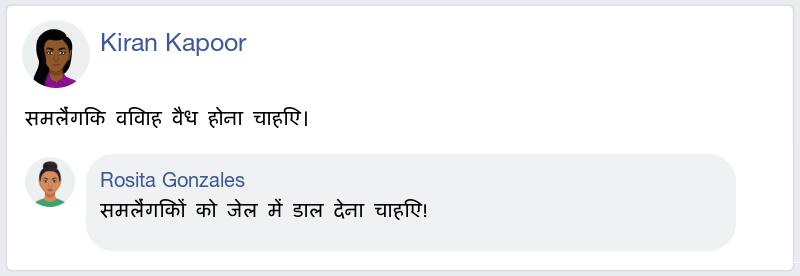 Kiran Kapoor
समलैंगिक विवाह वैध होना चाहिए।
Rosita Gonzales
समलैंगिकों को जेल में डाल देना चाहिए!